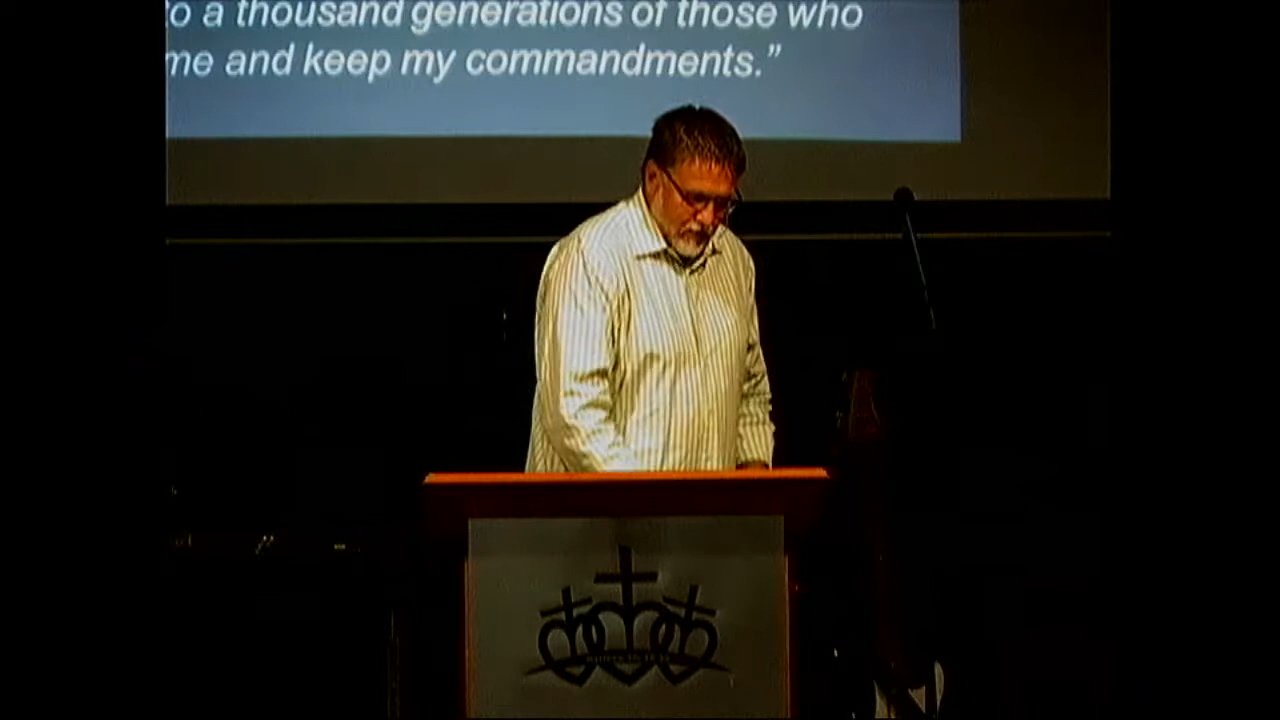 to a thousand generations of those who
me and keep my commandments.”